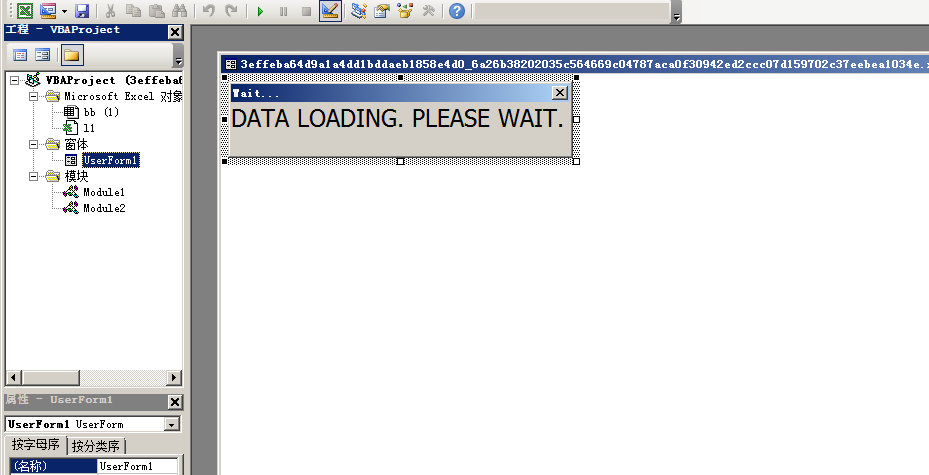 工程 - VBAProject
VBAProject (3effeba6
Microsoft Excel 对象
bb (1)
l1
窗体
UserForm1
模块
Module1
Module2
属性 - UserForm1
UserForm1 UserForm
按字母序 按分类序
(名称) UserForm1
3effeba64d9a1a4dd1bddaeb1858e4d0_6a26b38202035c564669c04787aca0f30942ed2ccc07d159702c37eebea1034e.x
Wait...
DATA LOADING. PLEASE WAIT.